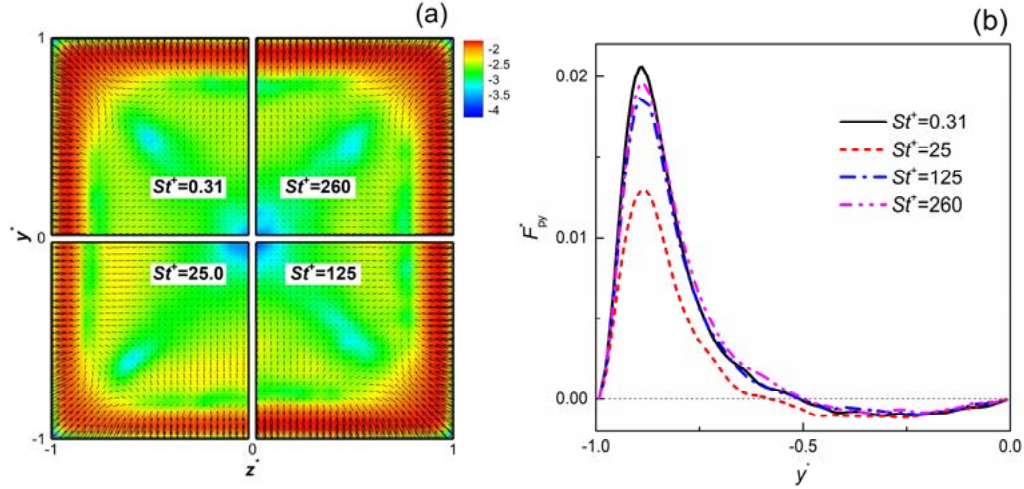 (a)
1
-2
-2.5
-3
-3.5
-4
St⁺=0.31
St⁺=260
y*
0
St⁺=25.0
St⁺=125
-1
-1
0
1
z*
(b)
0.02
St⁺=0.31
St⁺=25
St⁺=125
St⁺=260
F*py
0.01
0.00
-1.0
-0.5
0.0
y*